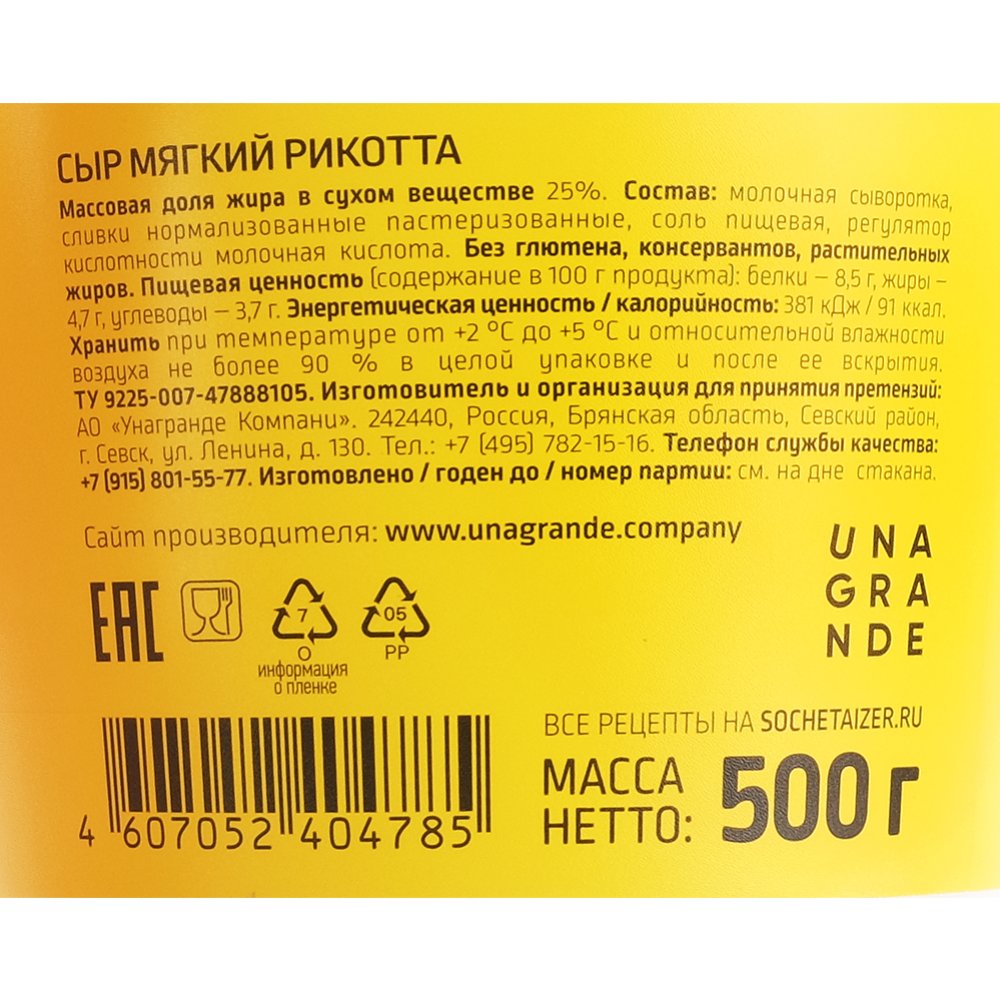 СЫР МЯГКИЙ РИКОТТА
Массовая доля жира в сухом веществе 25%. Состав: молочная сыворотка,
сливки нормализованные пастеризованные, соль пищевая, регулятор
кислотности молочная кислота. Без глютена, консервантов, растительных
жиров. Пищевая ценность (содержание в 100 г продукта): белки – 8,5 г, жиры –
4,7 г, углеводы – 3,7 г. Энергетическая ценность / калорийность: 381 кДж / 91 ккал.
Хранить при температуре от +2 °C до +5 °C и относительной влажности
воздуха не более 90 % в целой упаковке и после ее вскрытия.
ТУ 9225-007-47888105. Изготовитель и организация для принятия претензий:
АО «Унагранде Компани». 242440, Россия, Брянская область, Севский район,
г. Севск, ул. Ленина, д. 130. Тел.: +7 (495) 782-15-16. Телефон службы качества:
+7 (915) 801-55-77. Изготовлено / годен до / номер партии: см. на дне стакана.
Сайт производителя: www.unagrande.company
UNA
GRA
NDE
EAC
7
О
информация
о пленке
05
PP
ВСЕ РЕЦЕПТЫ НА SOCHETAIZER.RU
МАССА
НЕТТО: 500 г
4 607052 404785